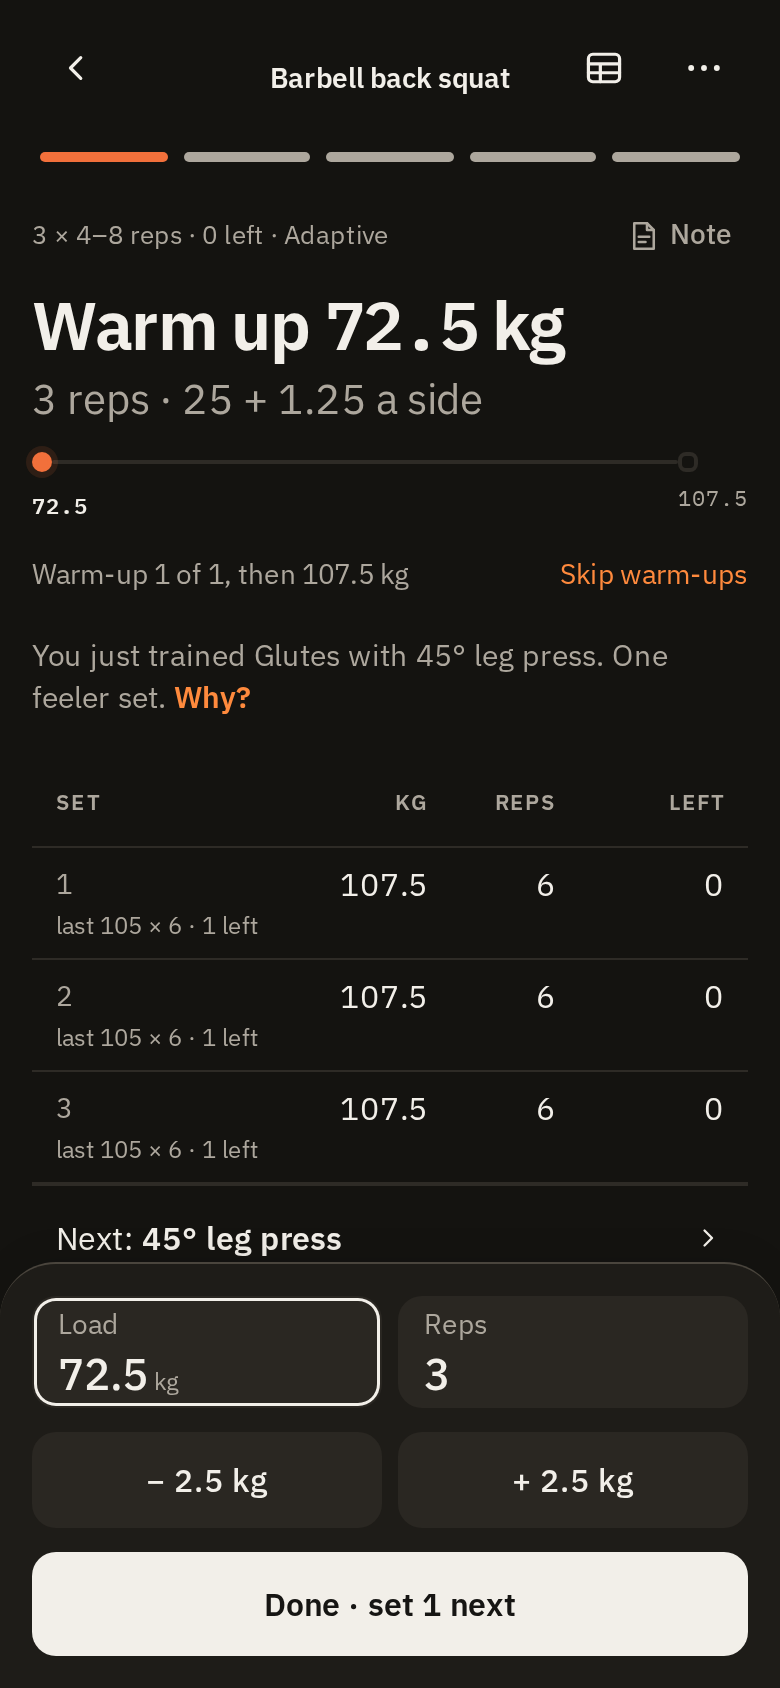 Barbell back squat
3 × 4–8 reps · 0 left · Adaptive
Note
Warm up 72.5 kg
3 reps · 25 + 1.25 a side
72.5
107.5
Warm-up 1 of 1, then 107.5 kg
Skip warm-ups
You just trained Glutes with 45° leg press. One
feeler set. Why?
SET KG REPS LEFT
1 107.5 6 0
last 105 × 6 · 1 left
2 107.5 6 0
last 105 × 6 · 1 left
3 107.5 6 0
last 105 × 6 · 1 left
Next: 45° leg press
Load
72.5 kg
Reps
3
− 2.5 kg
+ 2.5 kg
Done · set 1 next